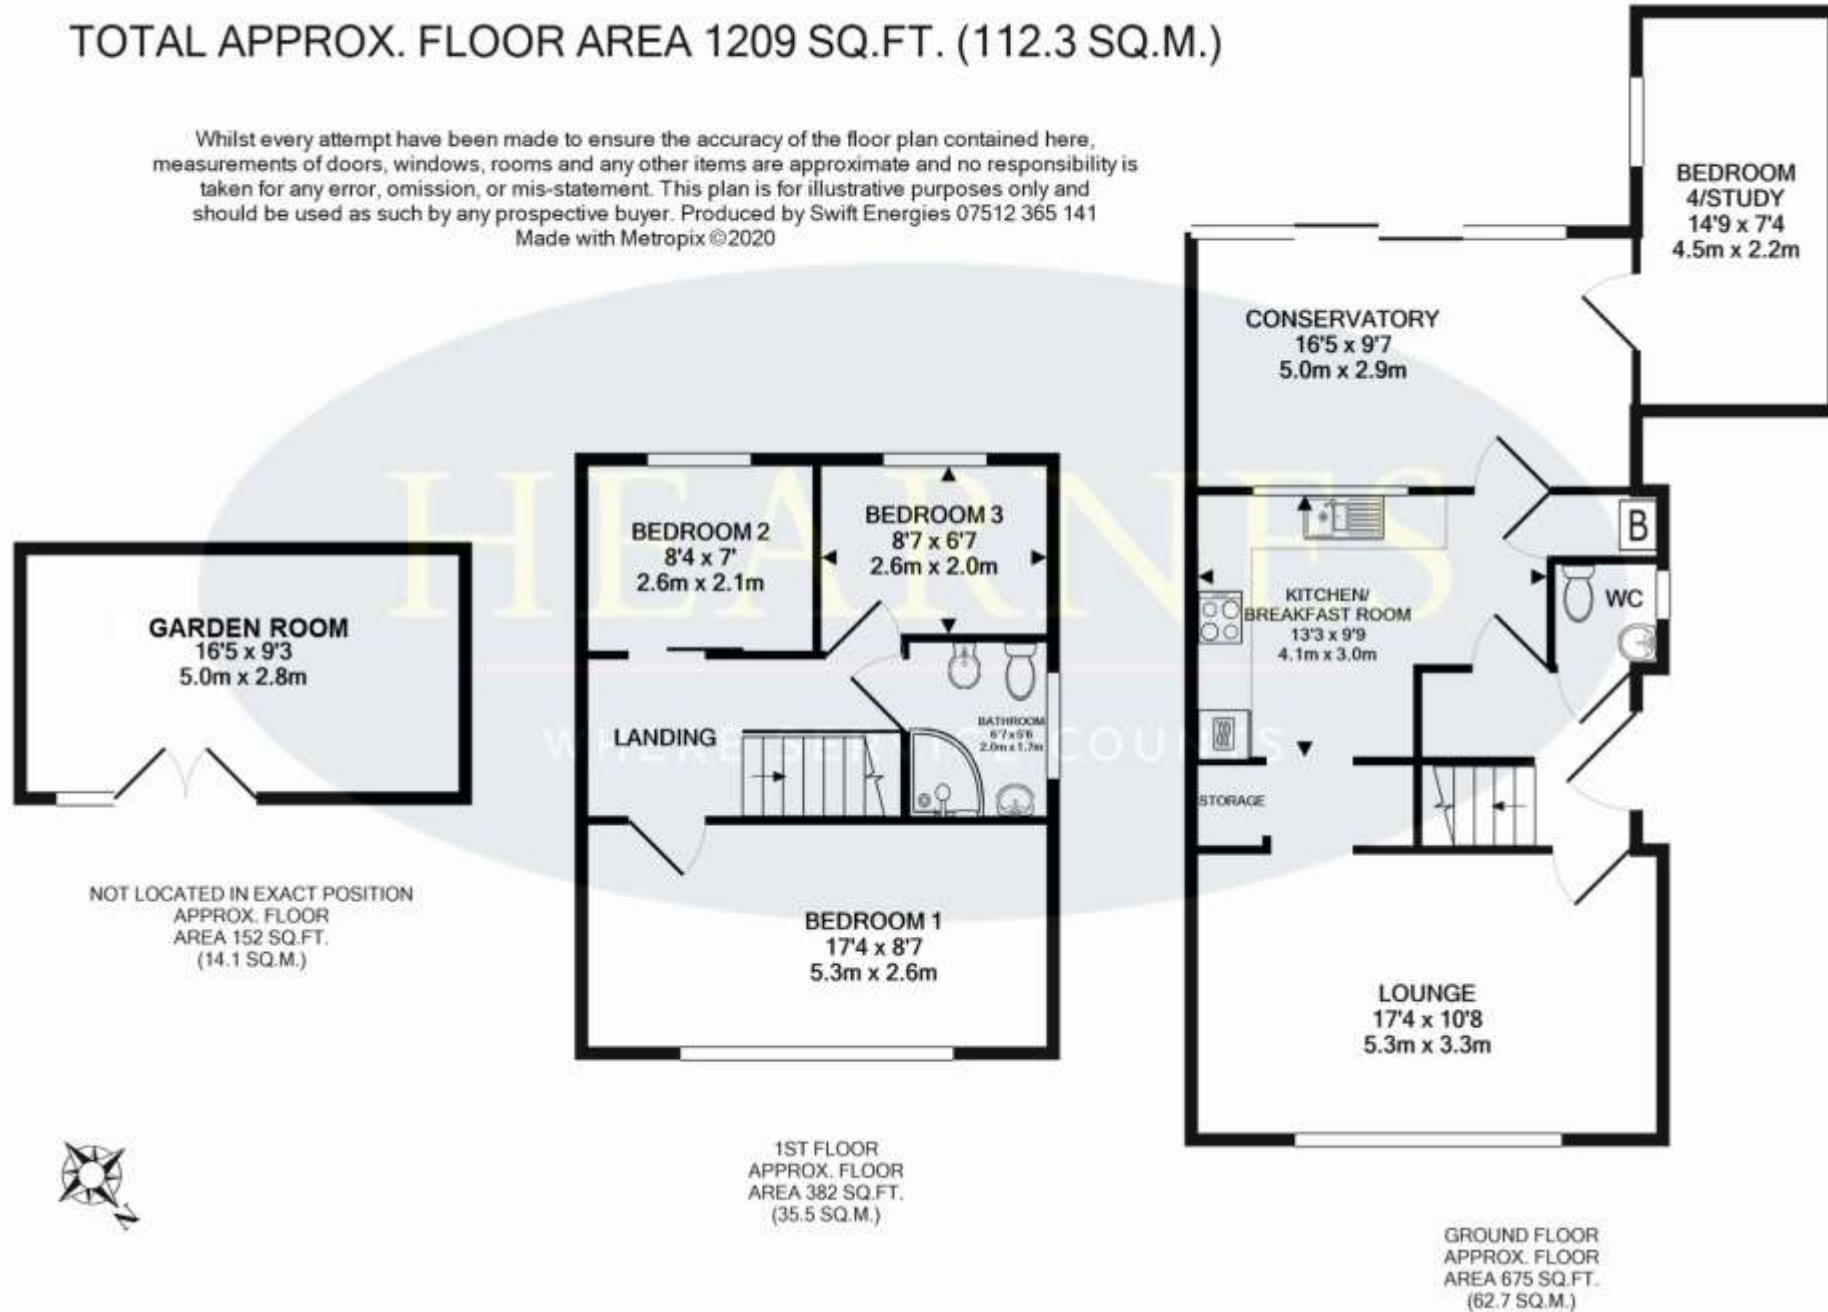 TOTAL APPROX. FLOOR AREA 1209 SQ.FT. (112.3 SQ.M.)
Whilst every attempt have been made to ensure the accuracy of the floor plan contained here,
measurements of doors, windows, rooms and any other items are approximate and no responsibility is
taken for any error, omission, or mis-statement. This plan is for illustrative purposes only and
should be used as such by any prospective buyer. Produced by Swift Energies 07512 365 141
Made with Metropix ©2020
BEDROOM
4/STUDY
14'9 x 7'4
4.5m x 2.2m
CONSERVATORY
16'5 x 9'7
5.0m x 2.9m
HEARNES
WHERE SERVICE COUNTS
BEDROOM 2
8'4 x 7'
2.6m x 2.1m
BEDROOM 3
8'7 x 6'7
2.6m x 2.0m
B
KITCHEN/
BREAKFAST ROOM
13'3 x 9'9
4.1m x 3.0m
WC
GARDEN ROOM
16'5 x 9'3
5.0m x 2.8m
LANDING
BATHROOM
6'7 x 5'6
2.0m x 1.7m
STORAGE
NOT LOCATED IN EXACT POSITION
APPROX. FLOOR
AREA 152 SQ.FT.
(14.1 SQ.M.)
BEDROOM 1
17'4 x 8'7
5.3m x 2.6m
LOUNGE
17'4 x 10'8
5.3m x 3.3m
N
1ST FLOOR
APPROX. FLOOR
AREA 382 SQ.FT.
(35.5 SQ.M.)
GROUND FLOOR
APPROX. FLOOR
AREA 675 SQ.FT.
(62.7 SQ.M.)